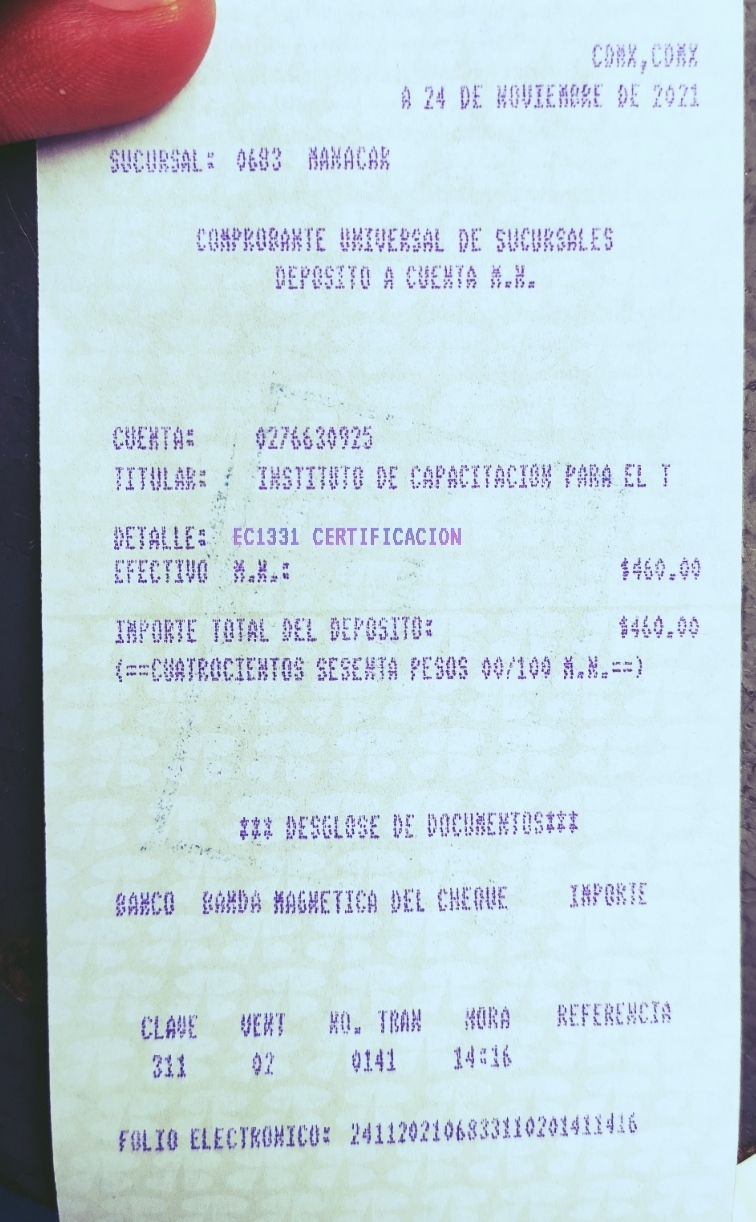 CDMX,CDMX
A 24 DE NOVIEMBRE DE 2021
SUCURSAL: 0683 MANACAR
COMPROBANTE UNIVERSAL DE SUCURSALES
DEPOSITO A CUENTA M.N.
CUENTA: 0276630925
TITULAR: INSTITUTO DE CAPACITACION PARA EL T
DETALLE: EC1331 CERTIFICACION
EFECTIVO M.N.: $460.00
IMPORTE TOTAL DEL DEPOSITO: $460.00
(==CUATROCIENTOS SESENTA PESOS 00/100 M.N.==)
*** DESGLOSE DE DOCUMENTOS***
BANCO BANDA MAGNETICA DEL CHEQUE IMPORTE
CLAVE VENT NO. TRAN HORA REFERENCIA
311 02 0141 14:16
FOLIO ELECTRONICO: 2411202106833110201411416